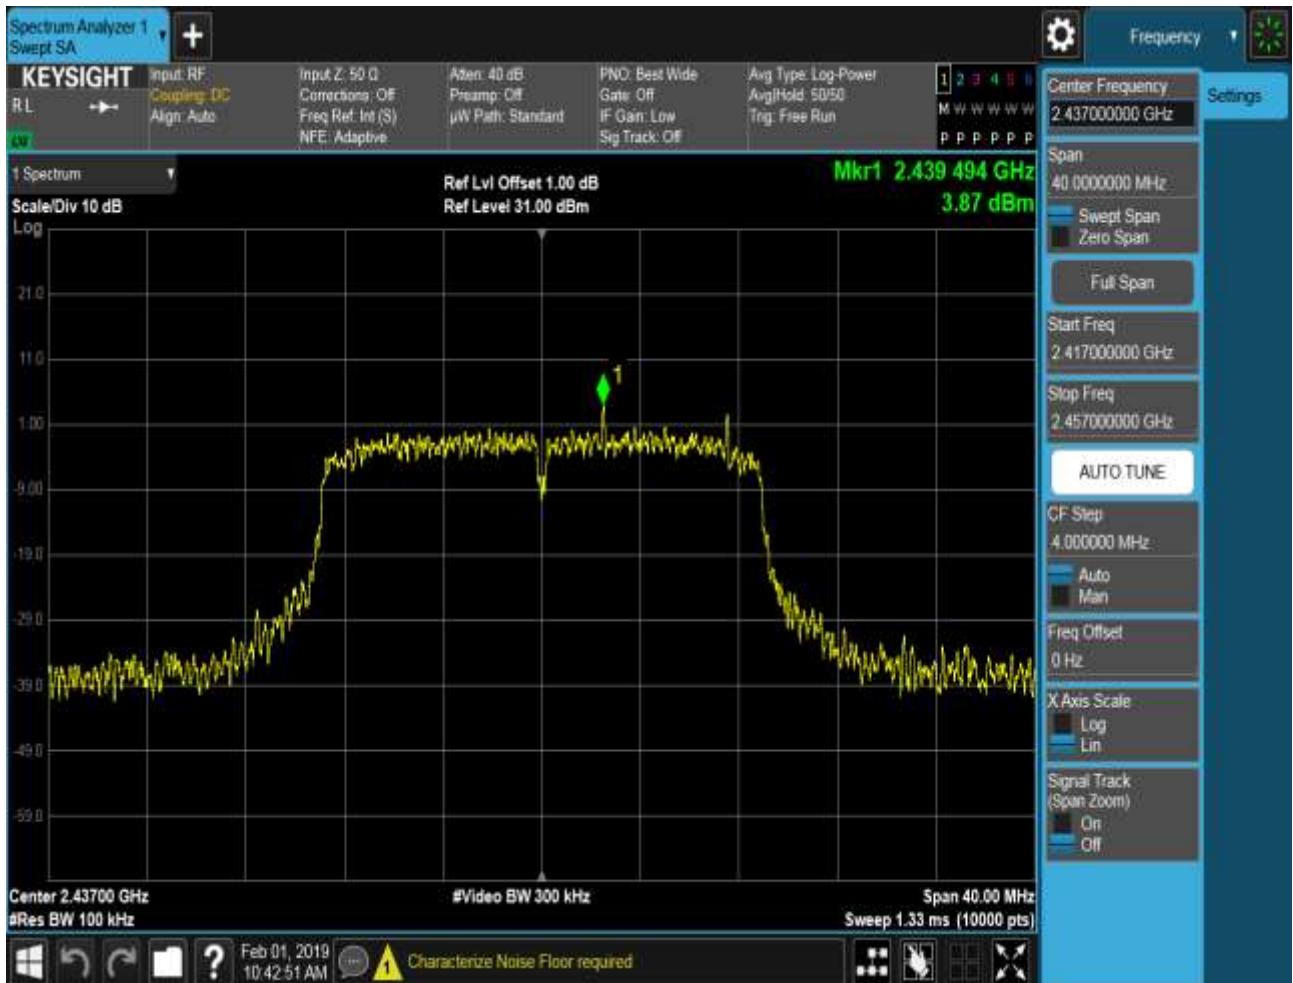 Spectrum Analyzer 1
Swept SA
Frequency
KEYSIGHT
R L
Input: RF
Coupling: DC
Align: Auto
Input Z: 50 Ω
Corrections: Off
Freq Ref: Int (S)
NFE: Adaptive
Atten: 40 dB
Preamp: Off
µW Path: Standard
PNO: Best Wide
Gate: Off
IF Gain: Low
Sig Track: Off
Avg Type: Log-Power
Avg|Hold: 50/50
Trig: Free Run
1 2 3 4 5 6
M W W W W W
P P P P P P
1 Spectrum
Scale/Div 10 dB
Log
Ref Lvl Offset 1.00 dB
Ref Level 31.00 dBm
Mkr1 2.439 494 GHz
3.87 dBm
21.0
11.0
1.00
-9.00
-19.0
-29.0
-39.0
-49.0
-59.0
1
Center 2.43700 GHz
#Res BW 100 kHz
#Video BW 300 kHz
Span 40.00 MHz
Sweep 1.33 ms (10000 pts)
Feb 01, 2019
10:42:51 AM
Characterize Noise Floor required
Center Frequency
2.437000000 GHz
Settings
Span
40.0000000 MHz
Swept Span
Zero Span
Full Span
Start Freq
2.417000000 GHz
Stop Freq
2.457000000 GHz
AUTO TUNE
CF Step
4.000000 MHz
Auto
Man
Freq Offset
0 Hz
X Axis Scale
Log
Lin
Signal Track
(Span Zoom)
On
Off